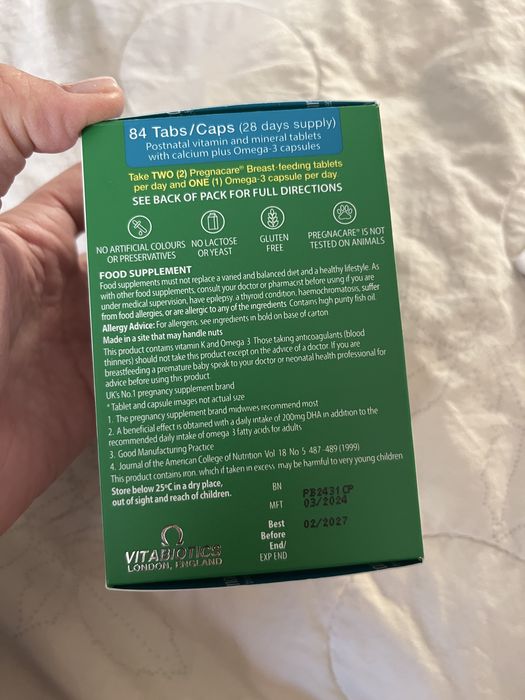 84 Tabs/Caps (28 days supply)
Postnatal vitamin and mineral tablets
with calcium plus Omega-3 capsules
Take TWO (2) Pregnacare® Breast-feeding tablets
per day and ONE (1) Omega-3 capsule per day.
SEE BACK OF PACK FOR FULL DIRECTIONS
NO ARTIFICIAL COLOURS
OR PRESERVATIVES
NO LACTOSE
OR YEAST
GLUTEN
FREE
PREGNACARE® IS NOT
TESTED ON ANIMALS
FOOD SUPPLEMENT
Food supplements must not replace a varied and balanced diet and a healthy lifestyle. As
with other food supplements, consult your doctor or pharmacist before using if you are
under medical supervision, have epilepsy, a thyroid condition, haemochromatosis, suffer
from food allergies, or are allergic to any of the ingredients. Contains high purity fish oil.
Allergy Advice: For allergens, see ingredients in bold on base of carton
Made in a site that may handle nuts
This product contains vitamin K and Omega 3. Those taking anticoagulants (blood
thinners) should not take this product except on the advice of a doctor. If you are
breastfeeding a premature baby speak to your doctor or neonatal health professional for
advice before using this product
UK's No.1 pregnancy supplement brand
* Tablet and capsule images not actual size
1. The pregnancy supplement brand midwives recommend most
2. A beneficial effect is obtained with a daily intake of 200mg DHA in addition to the
recommended daily intake of omega 3 fatty acids for adults
3. Good Manufacturing Practice
4. Journal of the American College of Nutrition Vol 18 No 5 487-489 (1999)
This product contains iron, which if taken in excess, may be harmful to very young children
Store below 25°C in a dry place,
out of sight and reach of children.
BN PB2431 CP
MFT 03/2024
Best
Before
End/
EXP END
02/2027
VITABIOTICS
LONDON, ENGLAND